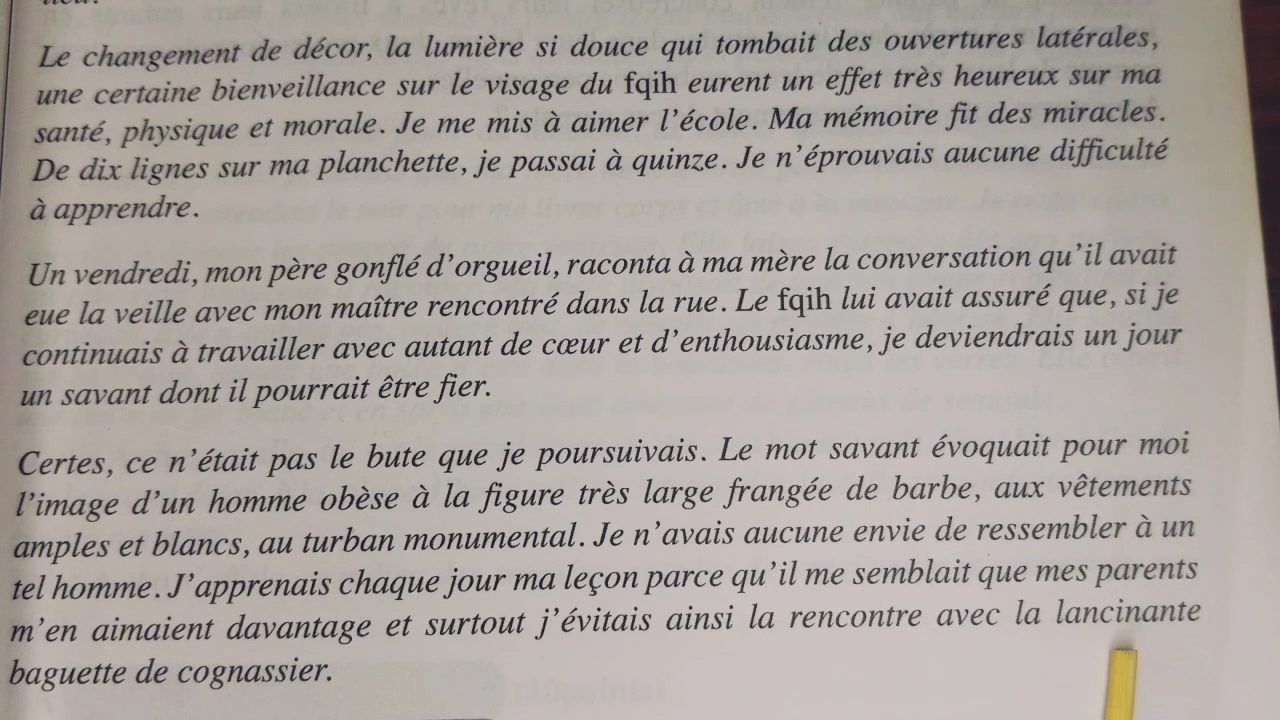 Le changement de décor, la lumière si douce qui tombait des ouvertures latérales,
une certaine bienveillance sur le visage du fqih eurent un effet très heureux sur ma
santé, physique et morale. Je me mis à aimer l'école. Ma mémoire fit des miracles.
De dix lignes sur ma planchette, je passai à quinze. Je n'éprouvais aucune difficulté
à apprendre.
Un vendredi, mon père gonflé d'orgueil, raconta à ma mère la conversation qu'il avait
eue la veille avec mon maître rencontré dans la rue. Le fqih lui avait assuré que, si je
continuais à travailler avec autant de cœur et d'enthousiasme, je deviendrais un jour
un savant dont il pourrait être fier.
Certes, ce n'était pas le bute que je poursuivais. Le mot savant évoquait pour moi
l'image d'un homme obèse à la figure très large frangée de barbe, aux vêtements
amples et blancs, au turban monumental. Je n'avais aucune envie de ressembler à un
tel homme. J'apprenais chaque jour ma leçon parce qu'il me semblait que mes parents
m'en aimaient davantage et surtout j'évitais ainsi la rencontre avec la lancinante
baguette de cognassier.